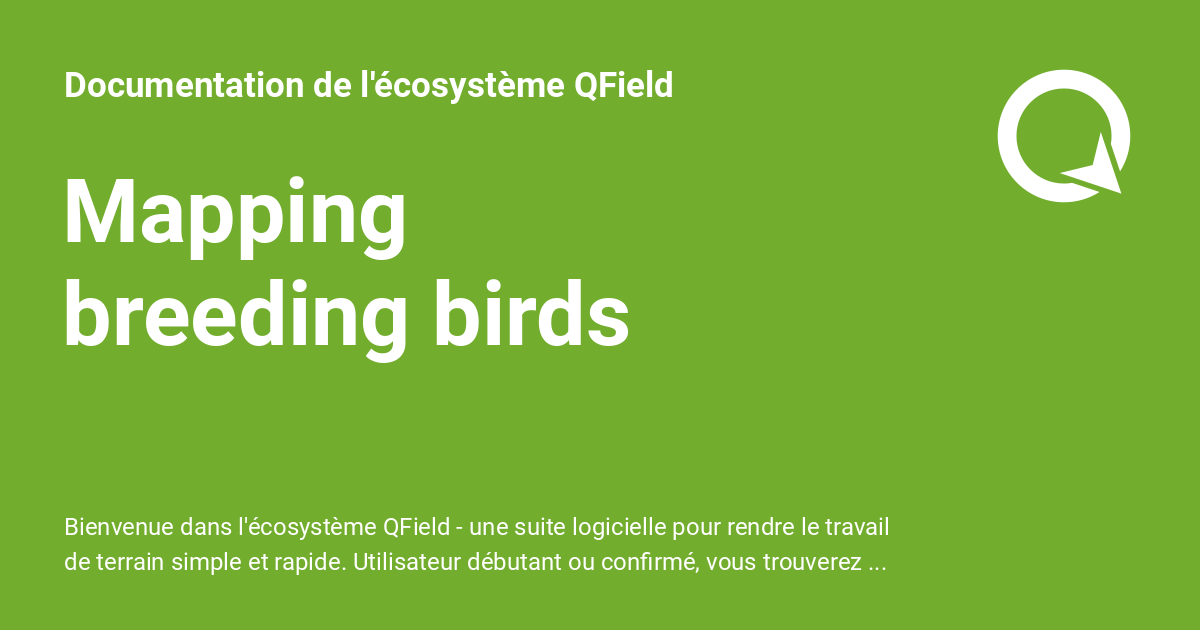 Documentation de l'écosystème QField
Mapping
breeding birds
Bienvenue dans l'écosystème QField - une suite logicielle pour rendre le travail
de terrain simple et rapide. Utilisateur débutant ou confirmé, vous trouverez ...